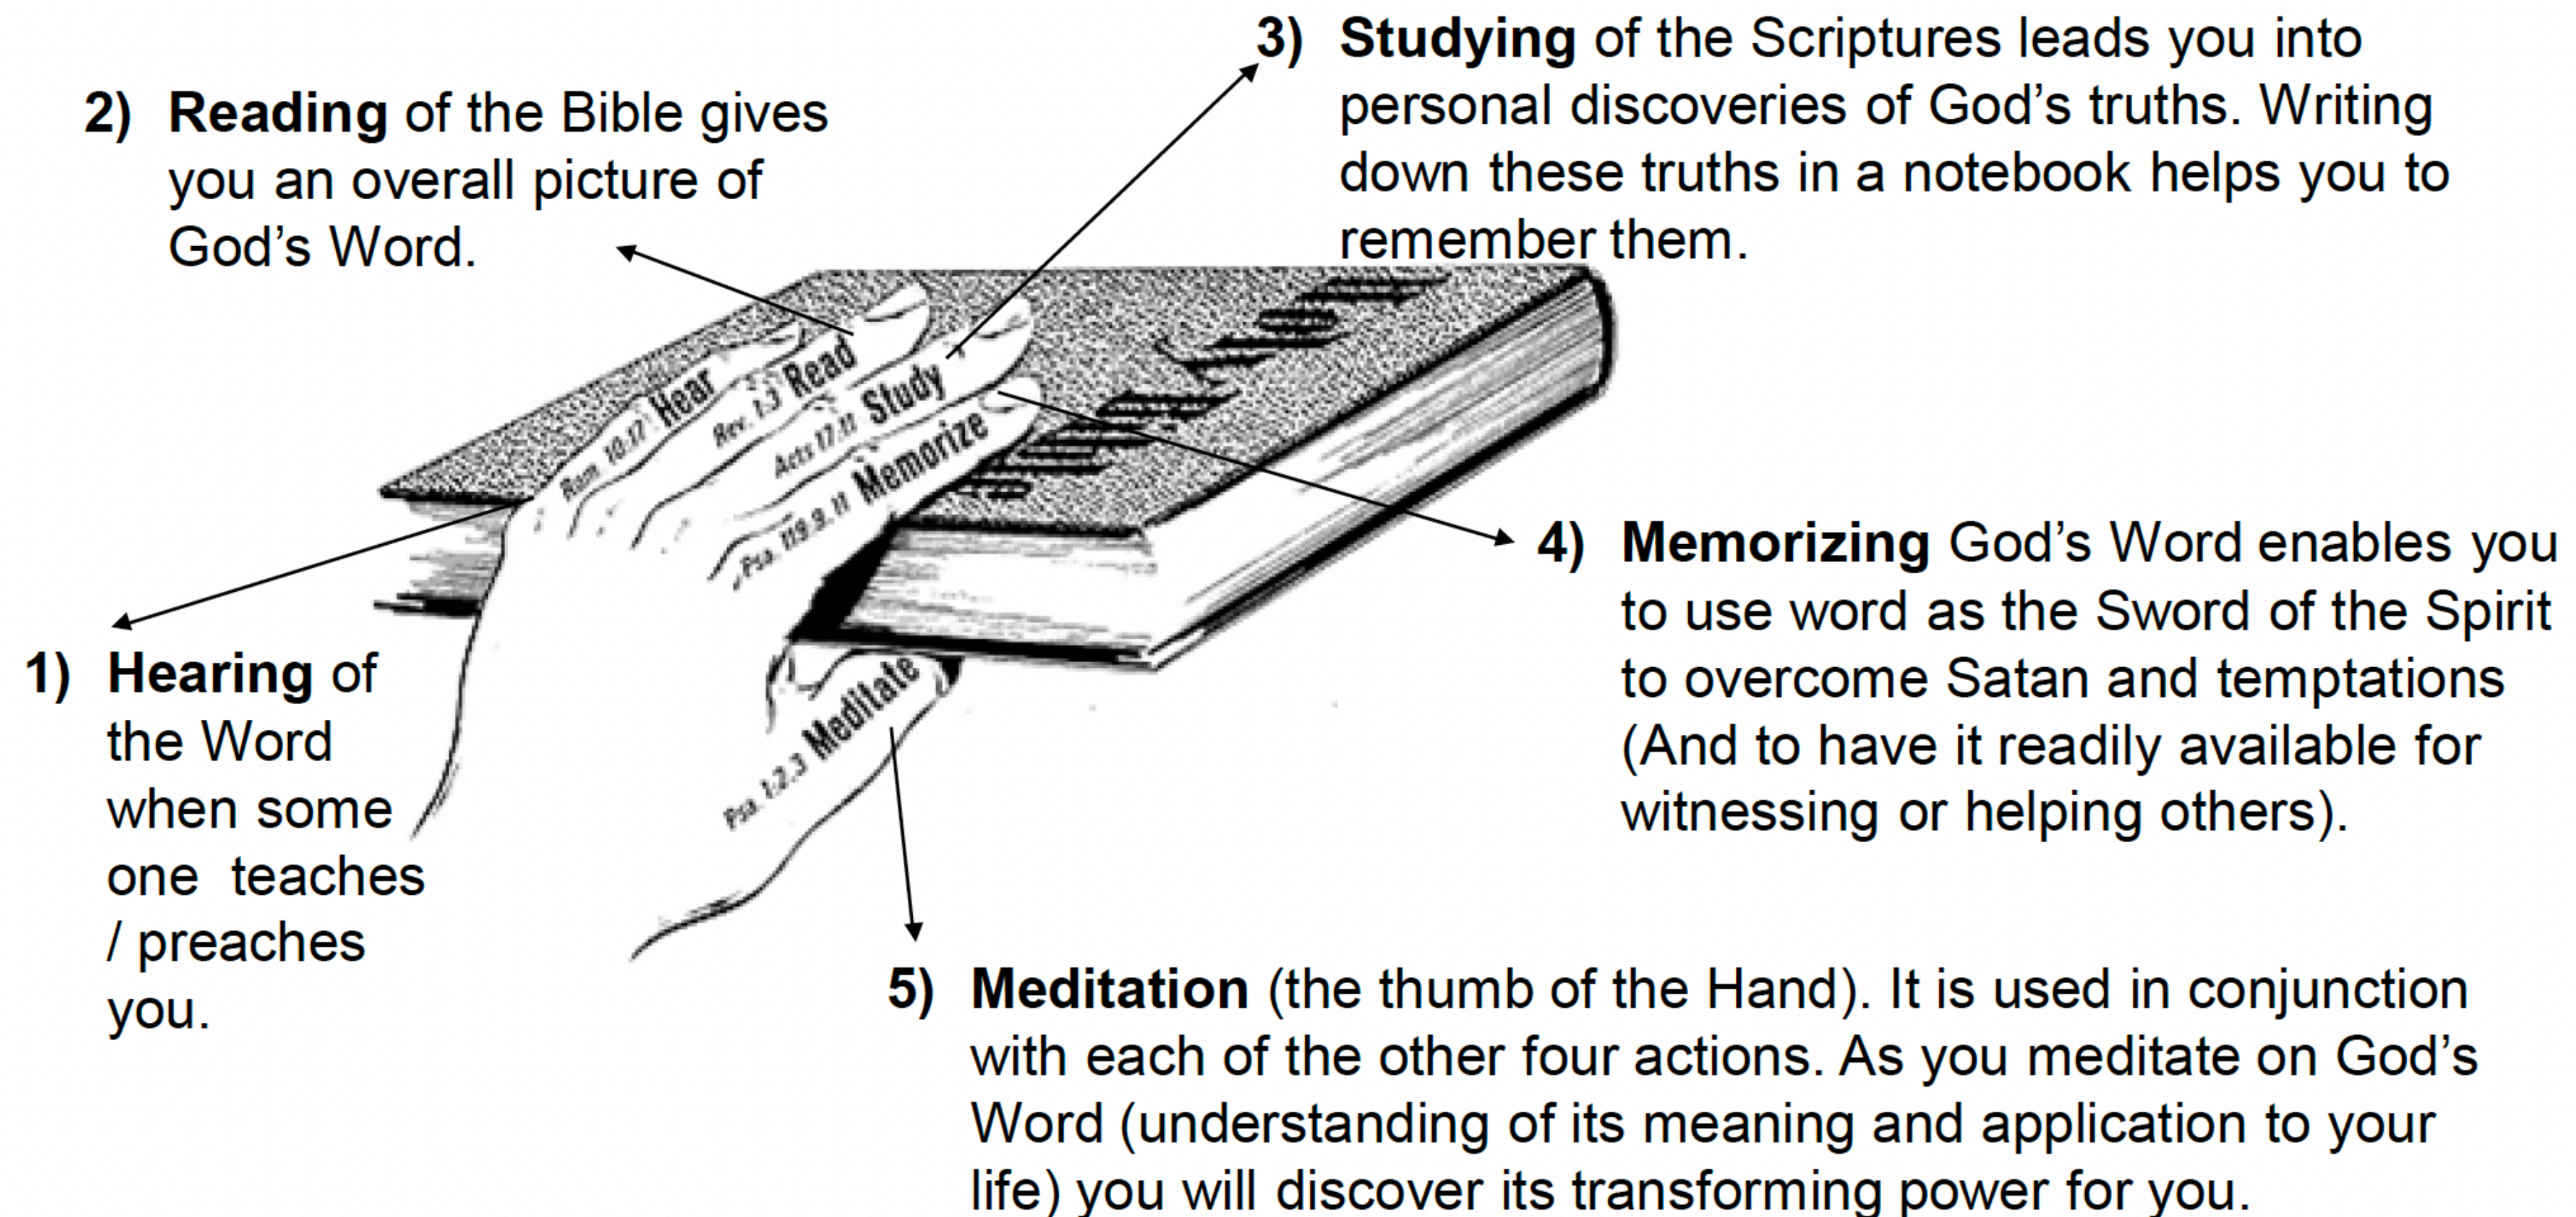 1) Hearing of
the Word
when some
one teaches
/ preaches
you.
2) Reading of the Bible gives
you an overall picture of
God’s Word.
3) Studying of the Scriptures leads you into
personal discoveries of God’s truths. Writing
down these truths in a notebook helps you to
remember them.
4) Memorizing God’s Word enables you
to use word as the Sword of the Spirit
to overcome Satan and temptations
(And to have it readily available for
witnessing or helping others).
5) Meditation (the thumb of the Hand). It is used in conjunction
with each of the other four actions. As you meditate on God’s
Word (understanding of its meaning and application to your
life) you will discover its transforming power for you.
Rom. 10:17 Hear
Rev. 1:3 Read
Acts 17:11 Study
Psa. 119:9, 11 Memorize
Psa. 1:2,3 Meditate